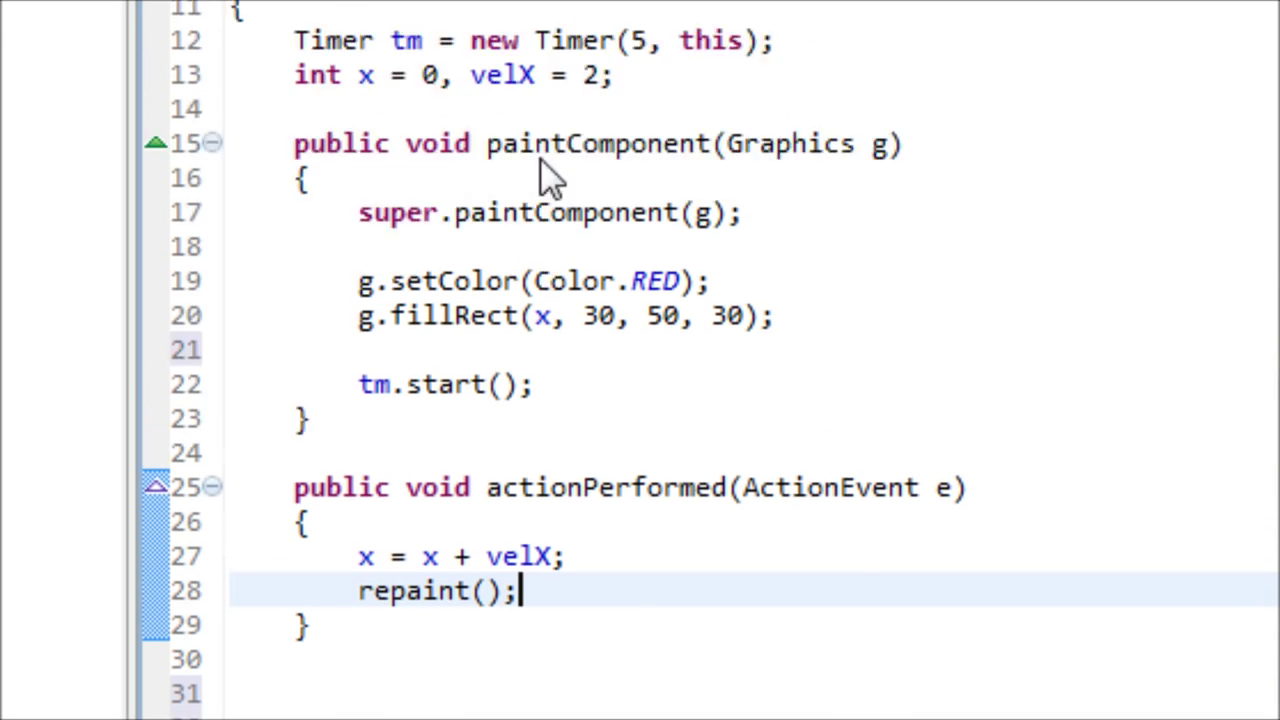 11 {
12 Timer tm = new Timer(5, this);
13 int x = 0, velX = 2;
14
15 public void paintComponent(Graphics g)
16 {
17 super.paintComponent(g);
18
19 g.setColor(Color.RED);
20 g.fillRect(x, 30, 50, 30);
21
22 tm.start();
23 }
24
25 public void actionPerformed(ActionEvent e)
26 {
27 x = x + velX;
28 repaint();
29 }
30
31